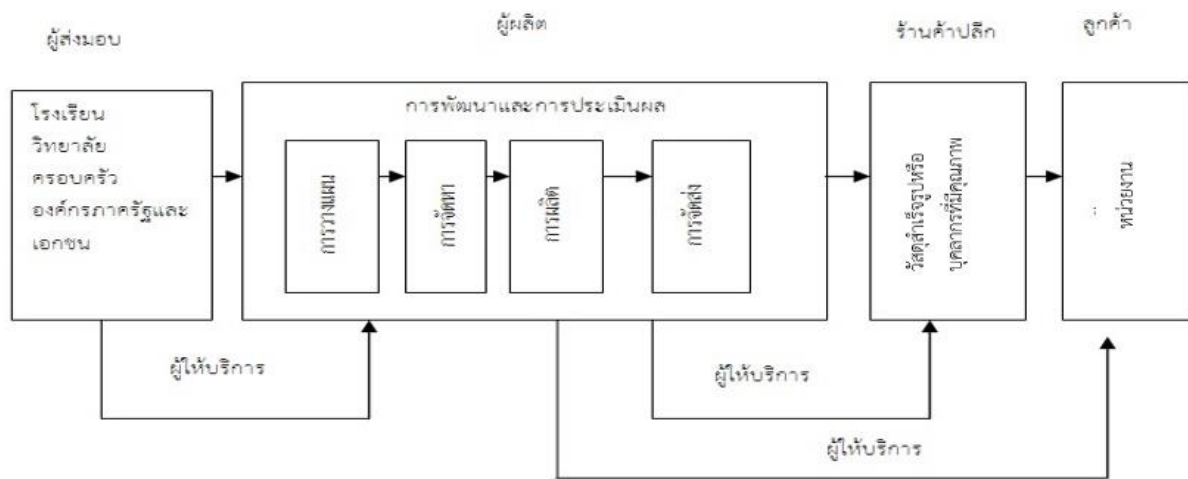 ผู้ส่งมอบ
ผู้ผลิต
ร้านค้าปลีก
ลูกค้า
โรงเรียน
วิทยาลัย
ครอบครัว
องค์กรภาครัฐและ
เอกชน
การพัฒนาและการประเมินผล
การวางแผน
การจัดหา
การผลิต
การจัดส่ง
วัสดุสำเร็จรูปหรือ
บุคลากรที่มีคุณภาพ
หน่วยงาน
ผู้ให้บริการ
ผู้ให้บริการ
ผู้ให้บริการ